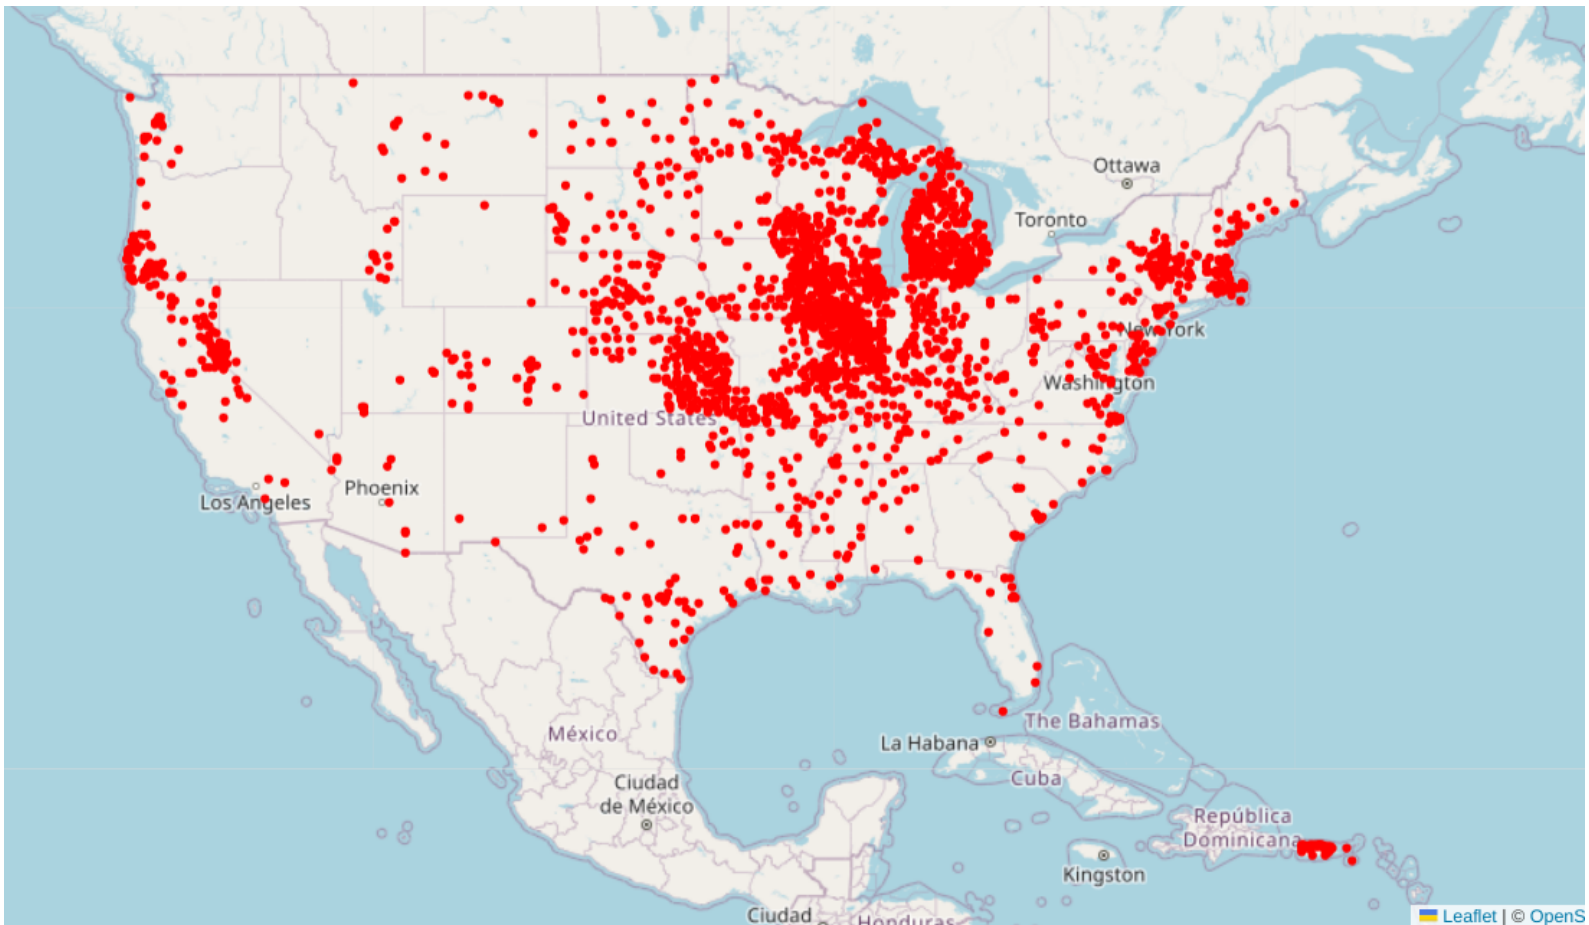 Ottawa
Toronto
New York
Washington
United States
Los Angeles
Phoenix
México
The Bahamas
La Habana
Cuba
Ciudad
de México
República
Dominicana
Kingston
Ciudad
Honduras
Leaflet | © OpenS